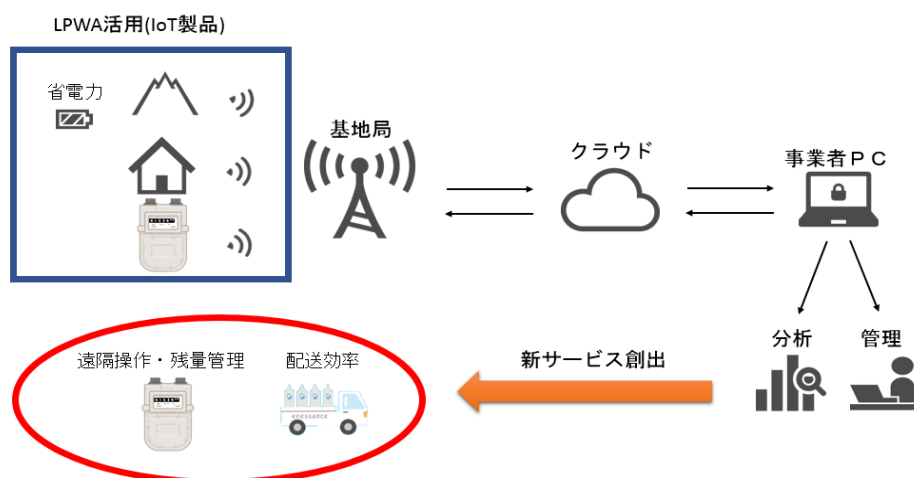 LPWA活用(IoT製品)
省電力
基地局
クラウド
事業者ＰＣ
分析
管理
新サービス創出
遠隔操作・残量管理
配送効率
enessance